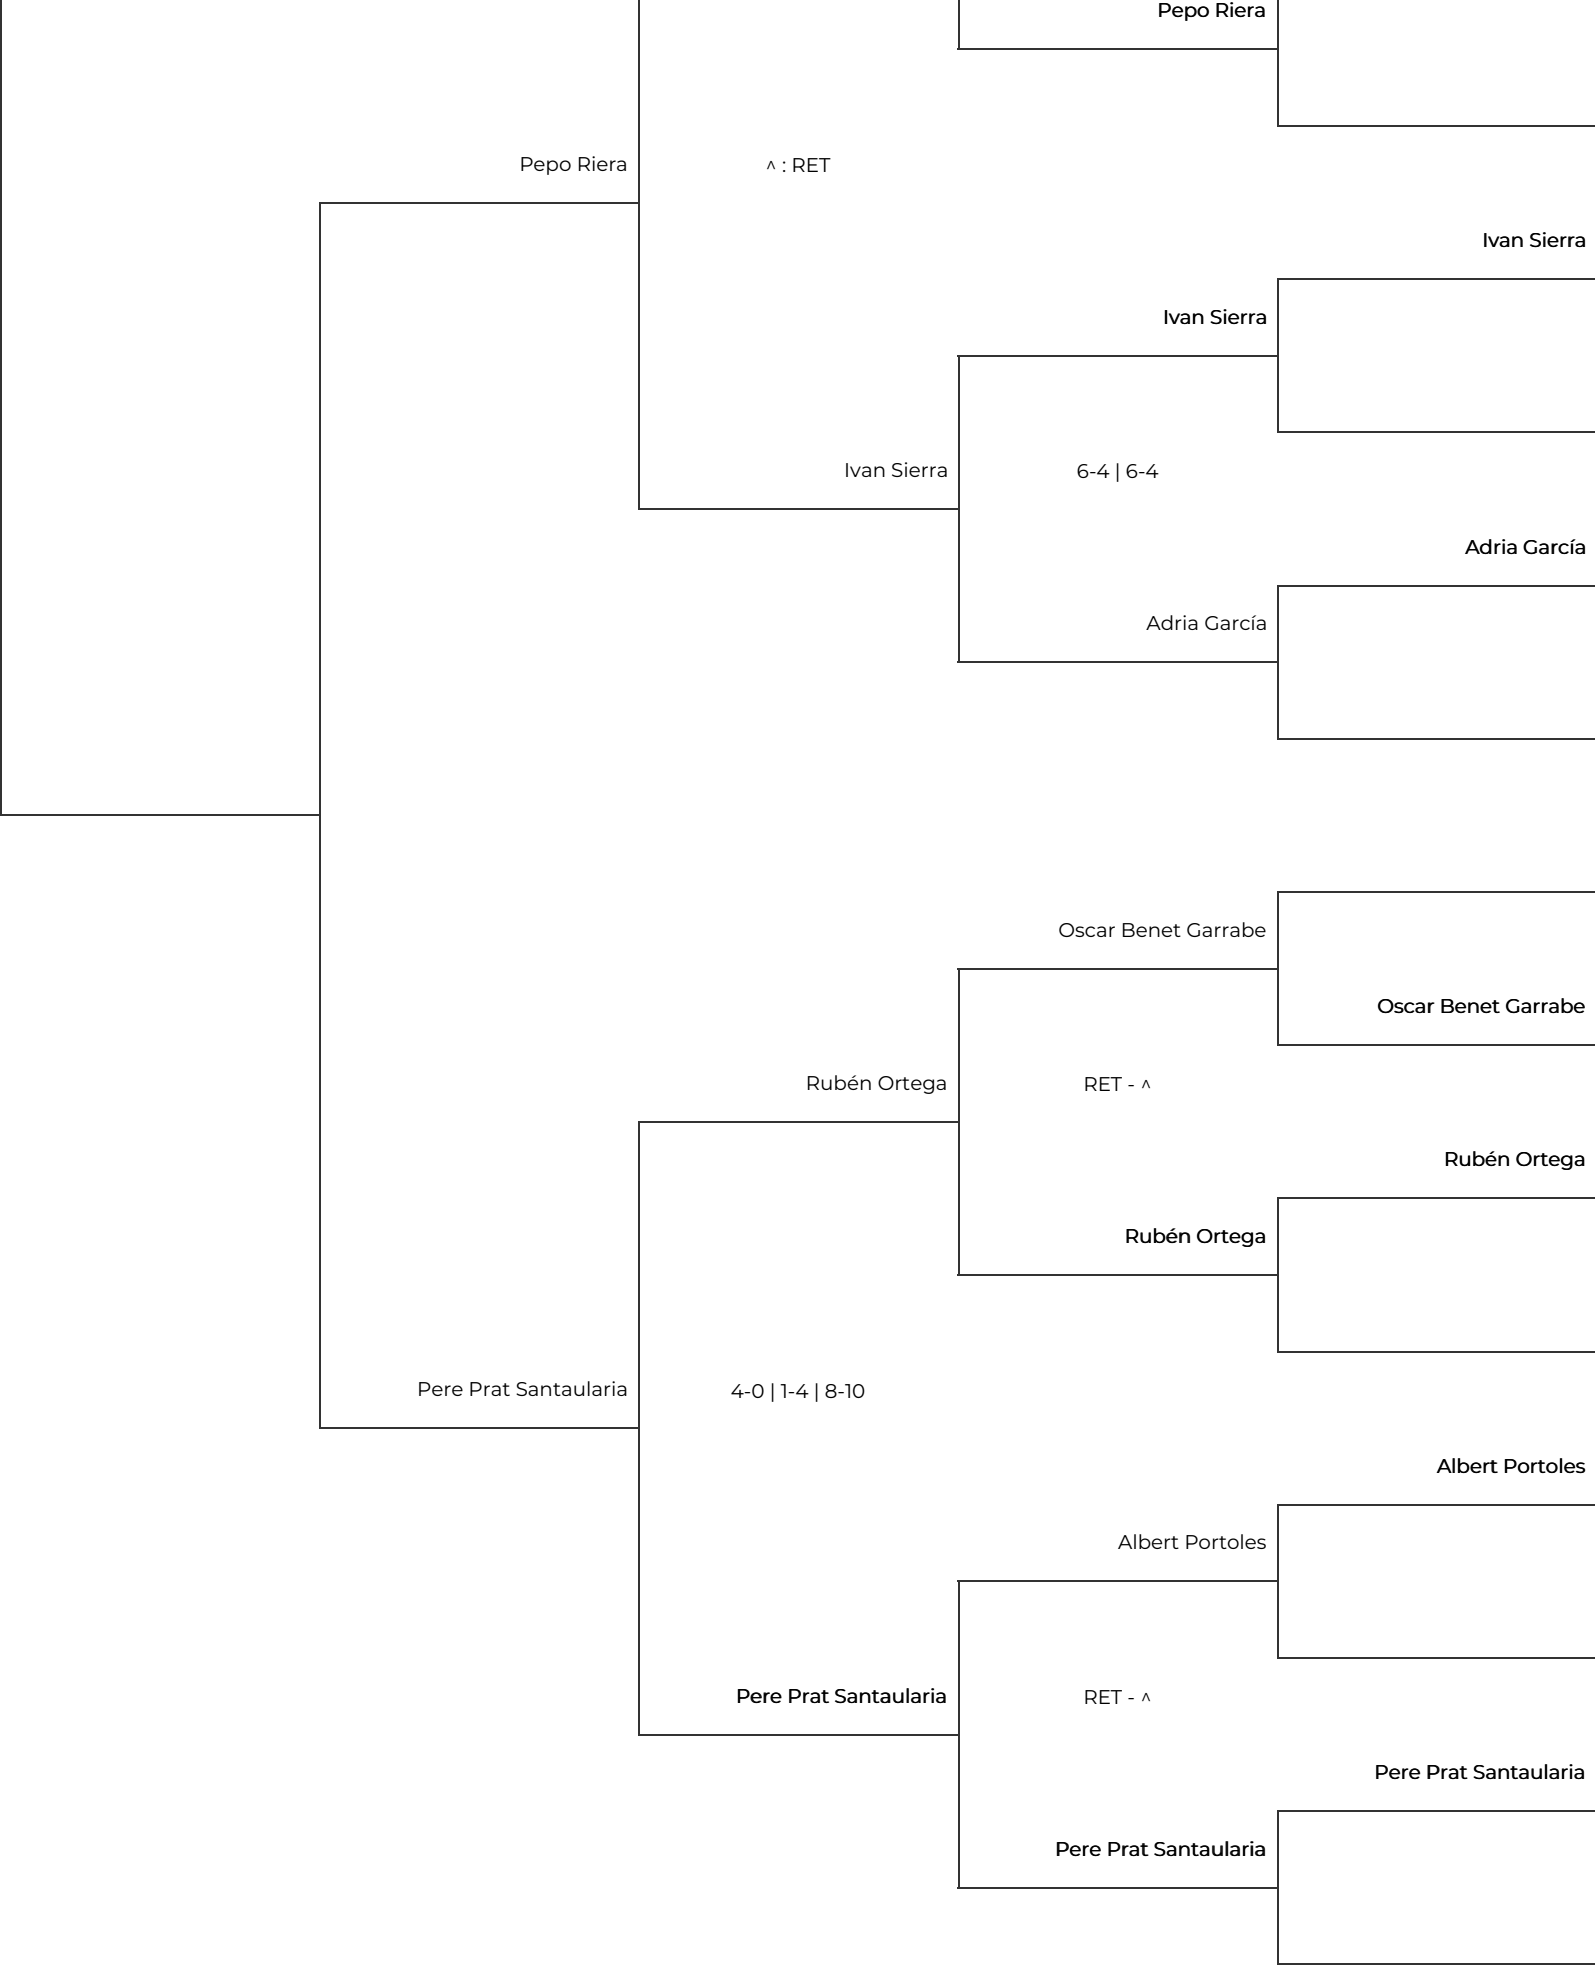 Pepo Riera
Pepo Riera
^ : RET
Ivan Sierra
Ivan Sierra
Ivan Sierra
6-4 | 6-4
Adria García
Adria García
Oscar Benet Garrabe
Oscar Benet Garrabe
Rubén Ortega
RET - ^
Rubén Ortega
Rubén Ortega
Pere Prat Santaularia
4-0 | 1-4 | 8-10
Albert Portoles
Albert Portoles
Pere Prat Santaularia
RET - ^
Pere Prat Santaularia
Pere Prat Santaularia